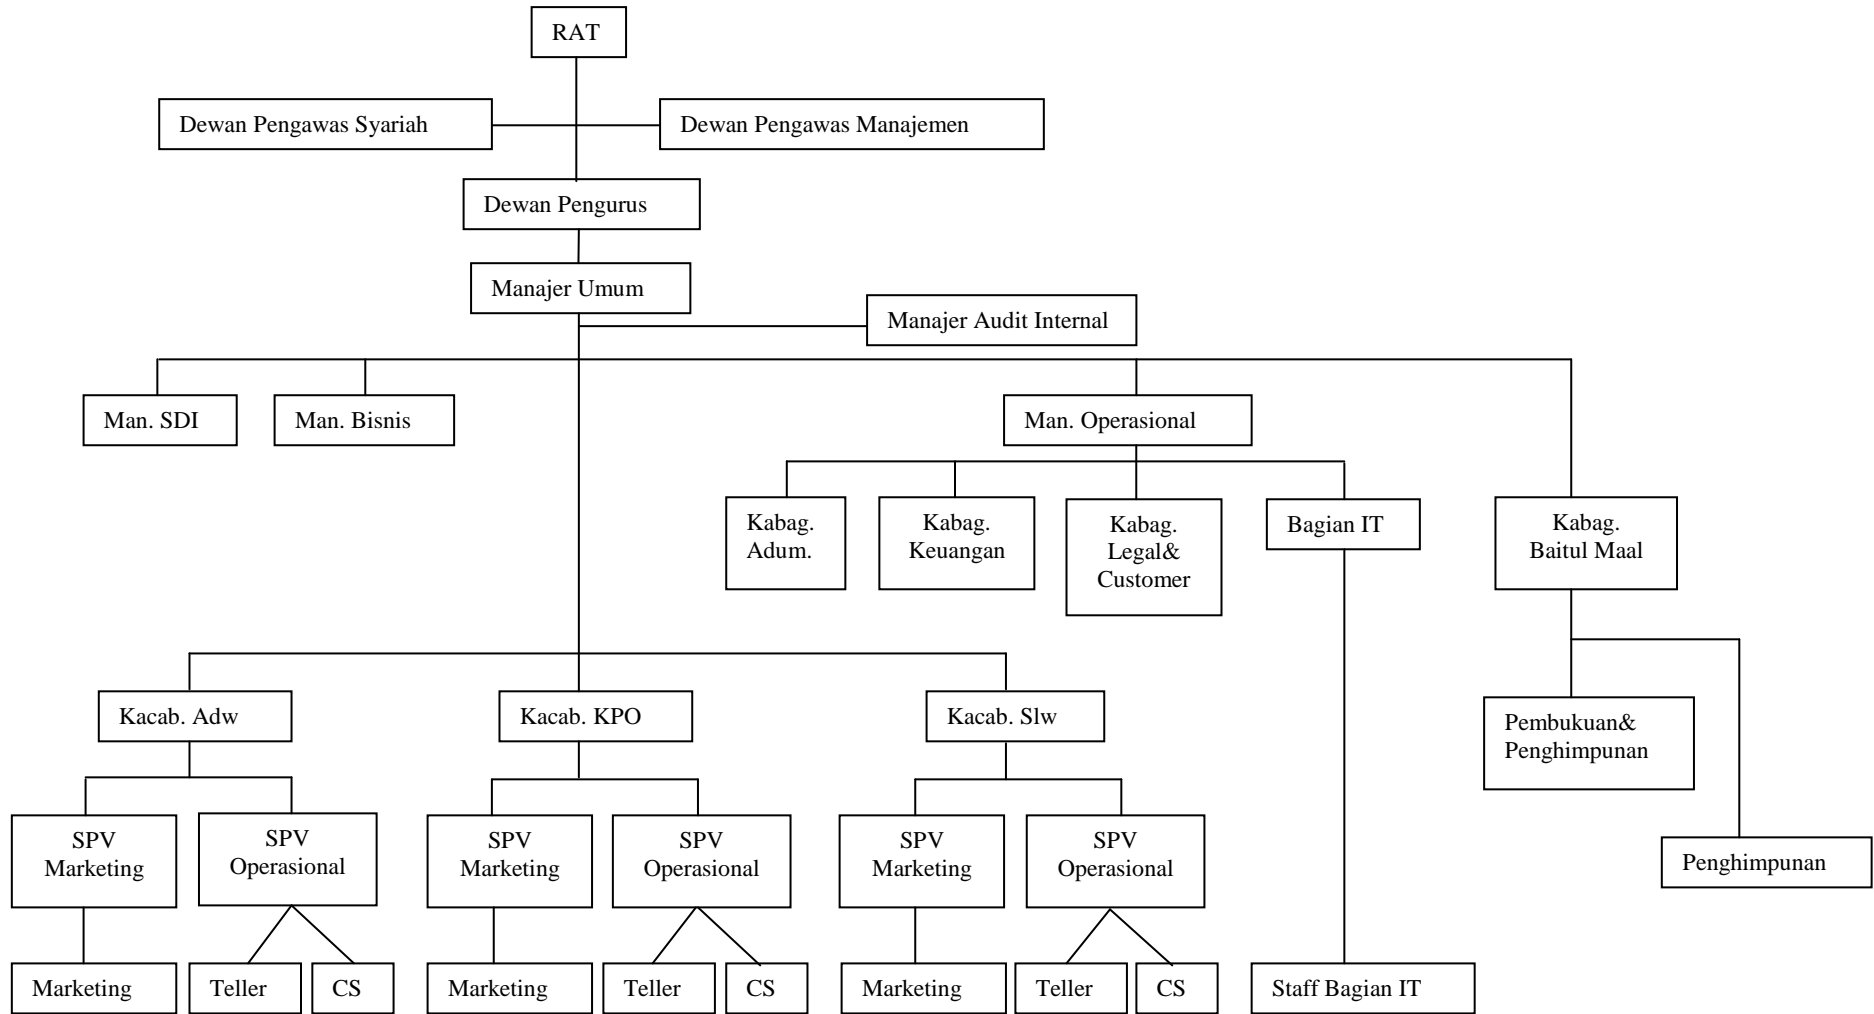 RAT
Dewan Pengawas Syariah
Dewan Pengawas Manajemen
Dewan Pengurus
Manajer Umum
Manajer Audit Internal
Man. SDI
Man. Bisnis
Man. Operasional
Kabag.
Adum.
Kabag.
Keuangan
Kabag.
Legal&
Customer
Bagian IT
Kabag.
Baitul Maal
Kacab. Adw
Kacab. KPO
Kacab. Slw
Pembukuan&
Penghimpunan
SPV
Marketing
SPV
Operasional
SPV
Marketing
SPV
Operasional
SPV
Marketing
SPV
Operasional
Penghimpunan
Marketing
Teller
CS
Marketing
Teller
CS
Marketing
Teller
CS
Staff Bagian IT